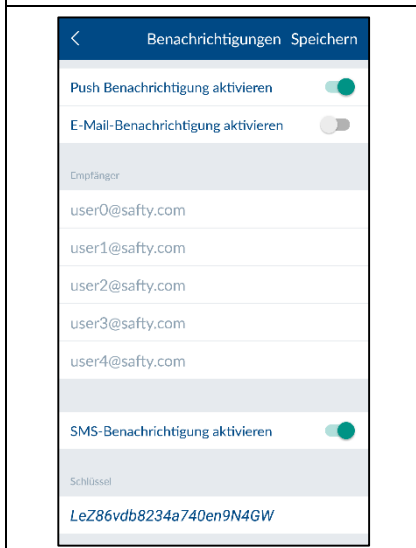 Benachrichtigungen Speichern
Push Benachrichtigung aktivieren
E-Mail-Benachrichtigung aktivieren
Empfänger
user0@safty.com
user1@safty.com
user2@safty.com
user3@safty.com
user4@safty.com
SMS-Benachrichtigung aktivieren
Schlüssel
LeZ86vdb8234a740en9N4GW